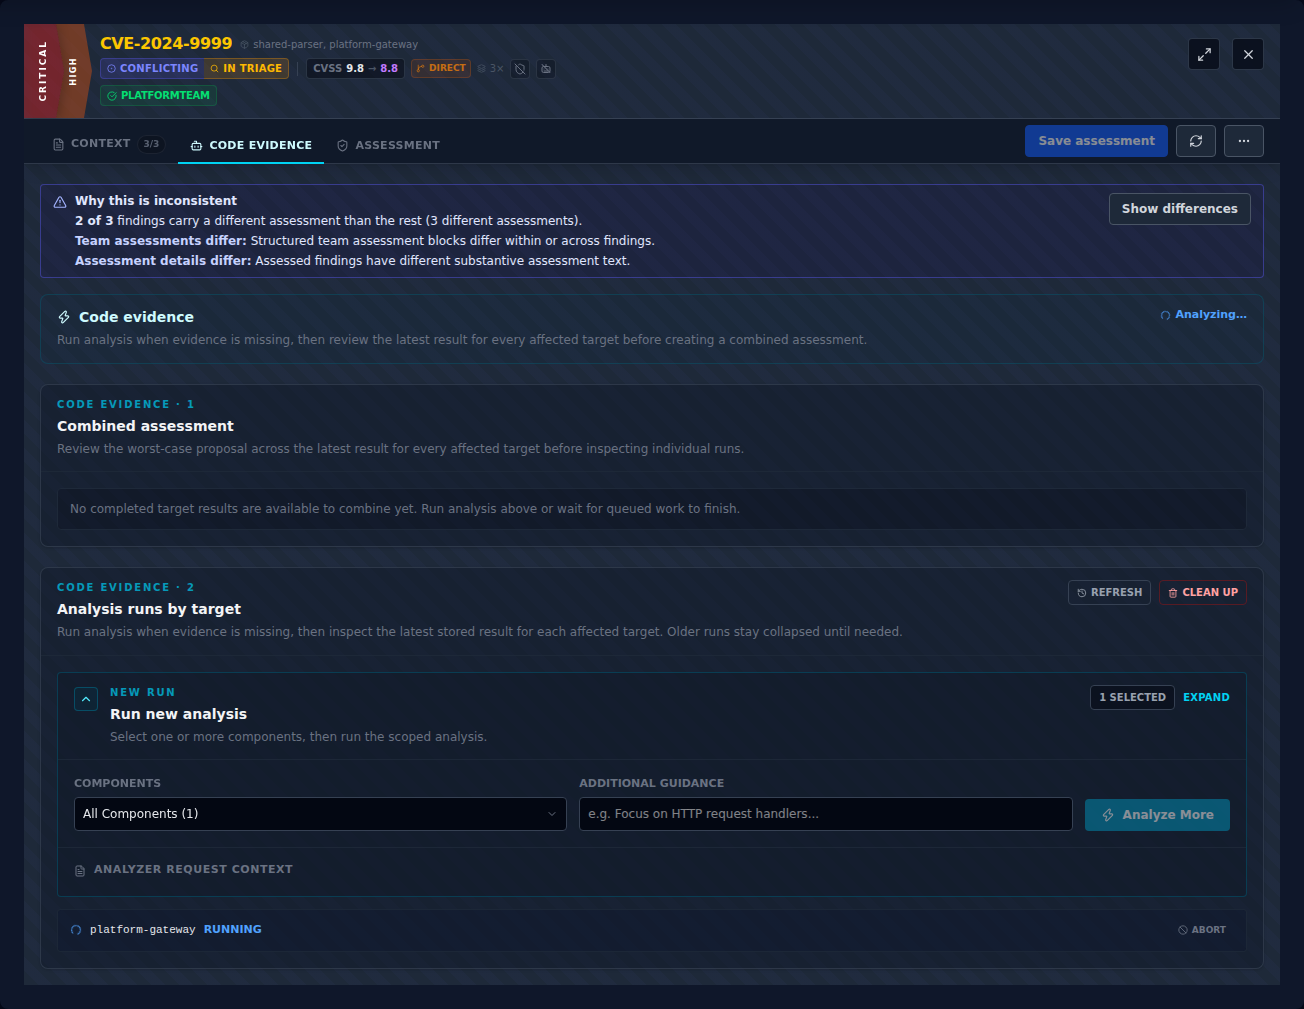 CRITICAL
HIGH
CVE-2024-9999 shared-parser, platform-gateway
CONFLICTING IN TRIAGE CVSS 9.8 → 8.8 DIRECT 3×
PLATFORMTEAM
CONTEXT 3/3 CODE EVIDENCE ASSESSMENT Save assessment ...
Why this is inconsistent
2 of 3 findings carry a different assessment than the rest (3 different assessments).
Show differences
Team assessments differ: Structured team assessment blocks differ within or across findings.
Assessment details differ: Assessed findings have different substantive assessment text.
Code evidence Analyzing...
Run analysis when evidence is missing, then review the latest result for every affected target before creating a combined assessment.
CODE EVIDENCE · 1
Combined assessment
Review the worst-case proposal across the latest result for every affected target before inspecting individual runs.
No completed target results are available to combine yet. Run analysis above or wait for queued work to finish.
CODE EVIDENCE · 2
REFRESH CLEAN UP
Analysis runs by target
Run analysis when evidence is missing, then inspect the latest stored result for each affected target. Older runs stay collapsed until needed.
NEW RUN
1 SELECTED EXPAND
Run new analysis
Select one or more components, then run the scoped analysis.
COMPONENTS ADDITIONAL GUIDANCE
All Components (1) e.g. Focus on HTTP request handlers... Analyze More
ANALYZER REQUEST CONTEXT
platform-gateway RUNNING ABORT